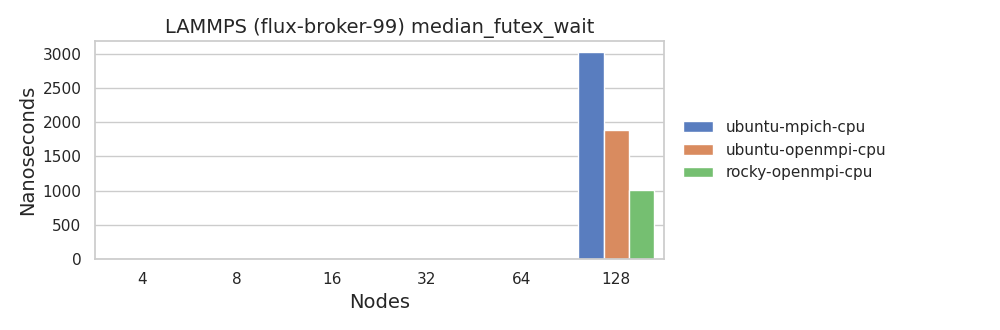 LAMMPS (flux-broker-99) median_futex_wait
Nanoseconds
3000
2500
2000
1500
1000
500
0
4 8 16 32 64 128
Nodes
ubuntu-mpich-cpu
ubuntu-openmpi-cpu
rocky-openmpi-cpu